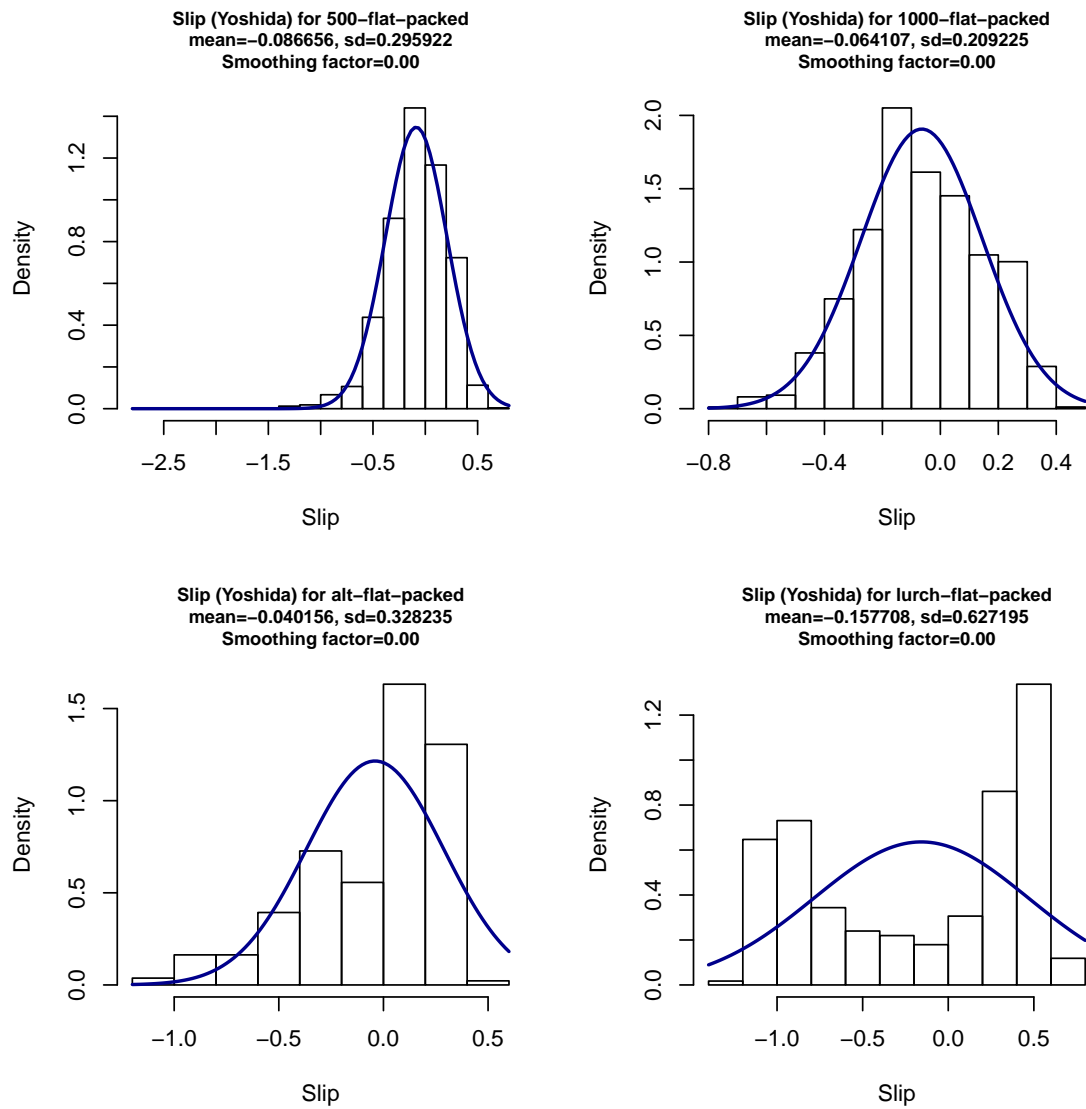 Slip (Yoshida) for 500−flat−packed
mean=−0.086656, sd=0.295922
Smoothing factor=0.00
Density
0.0 0.4 0.8 1.2
−2.5 −1.5 −0.5 0.5
Slip
Slip (Yoshida) for 1000−flat−packed
mean=−0.064107, sd=0.209225
Smoothing factor=0.00
Density
0.0 0.5 1.0 1.5 2.0
−0.8 −0.4 0.0 0.2 0.4
Slip
Slip (Yoshida) for alt−flat−packed
mean=−0.040156, sd=0.328235
Smoothing factor=0.00
Density
0.0 0.5 1.0 1.5
−1.0 −0.5 0.0 0.5
Slip
Slip (Yoshida) for lurch−flat−packed
mean=−0.157708, sd=0.627195
Smoothing factor=0.00
Density
0.0 0.4 0.8 1.2
−1.0 −0.5 0.0 0.5
Slip